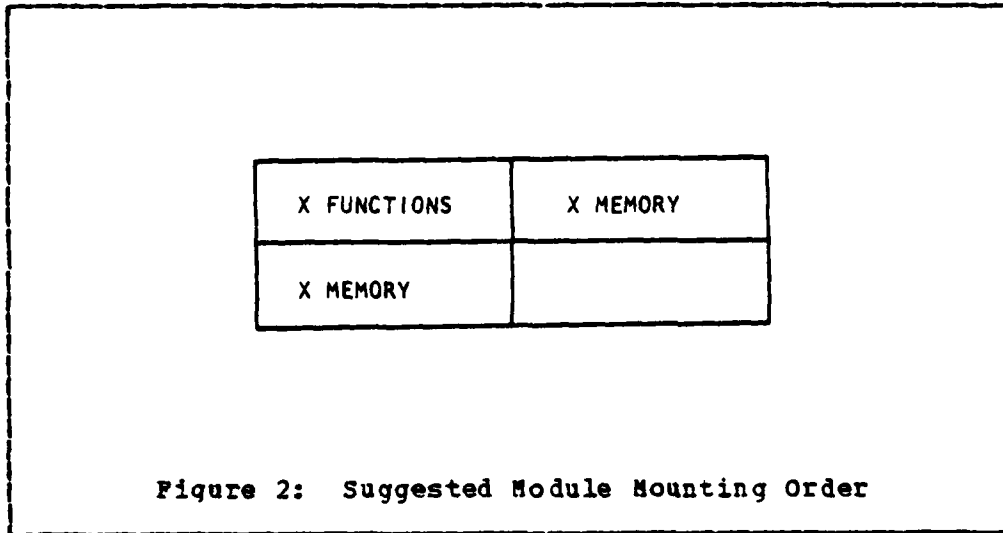 X FUNCTIONS X MEMORY
X MEMORY
Figure 2: Suggested Module Mounting Order